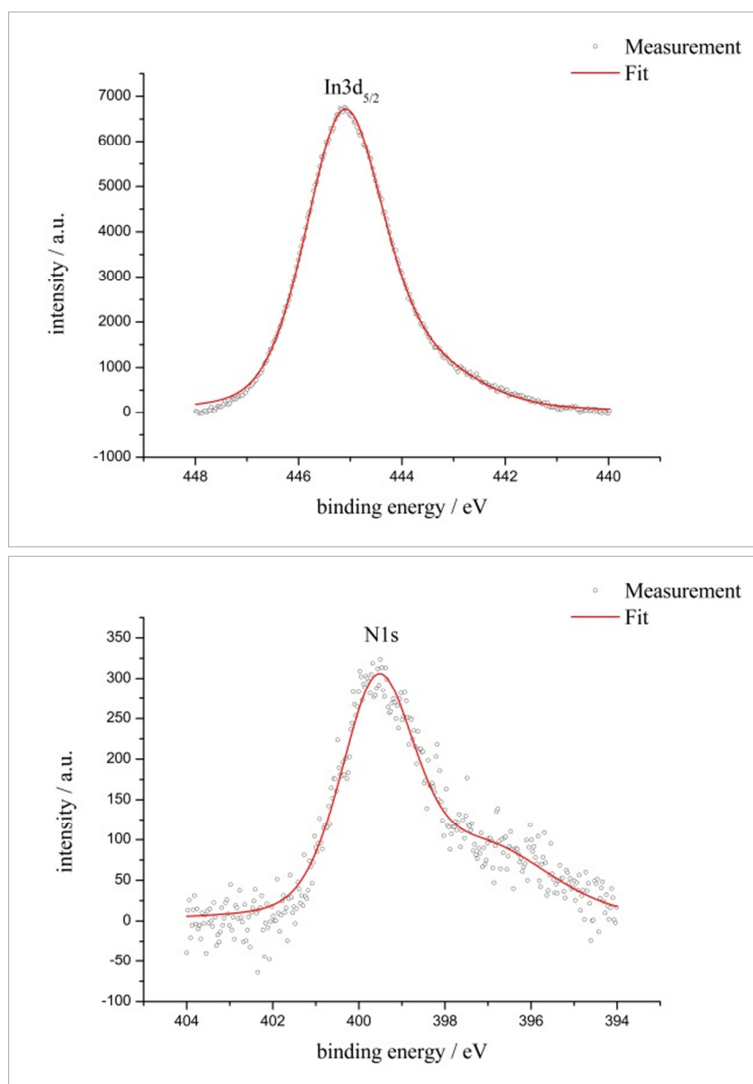 Measurement
Fit
In3d5/2
7000
6000
5000
4000
3000
2000
1000
0
-1000
intensity / a.u.
448 446 444 442 440
binding energy / eV
Measurement
Fit
N1s
350
300
250
200
150
100
50
0
-50
-100
intensity / a.u.
404 402 400 398 396 394
binding energy / eV